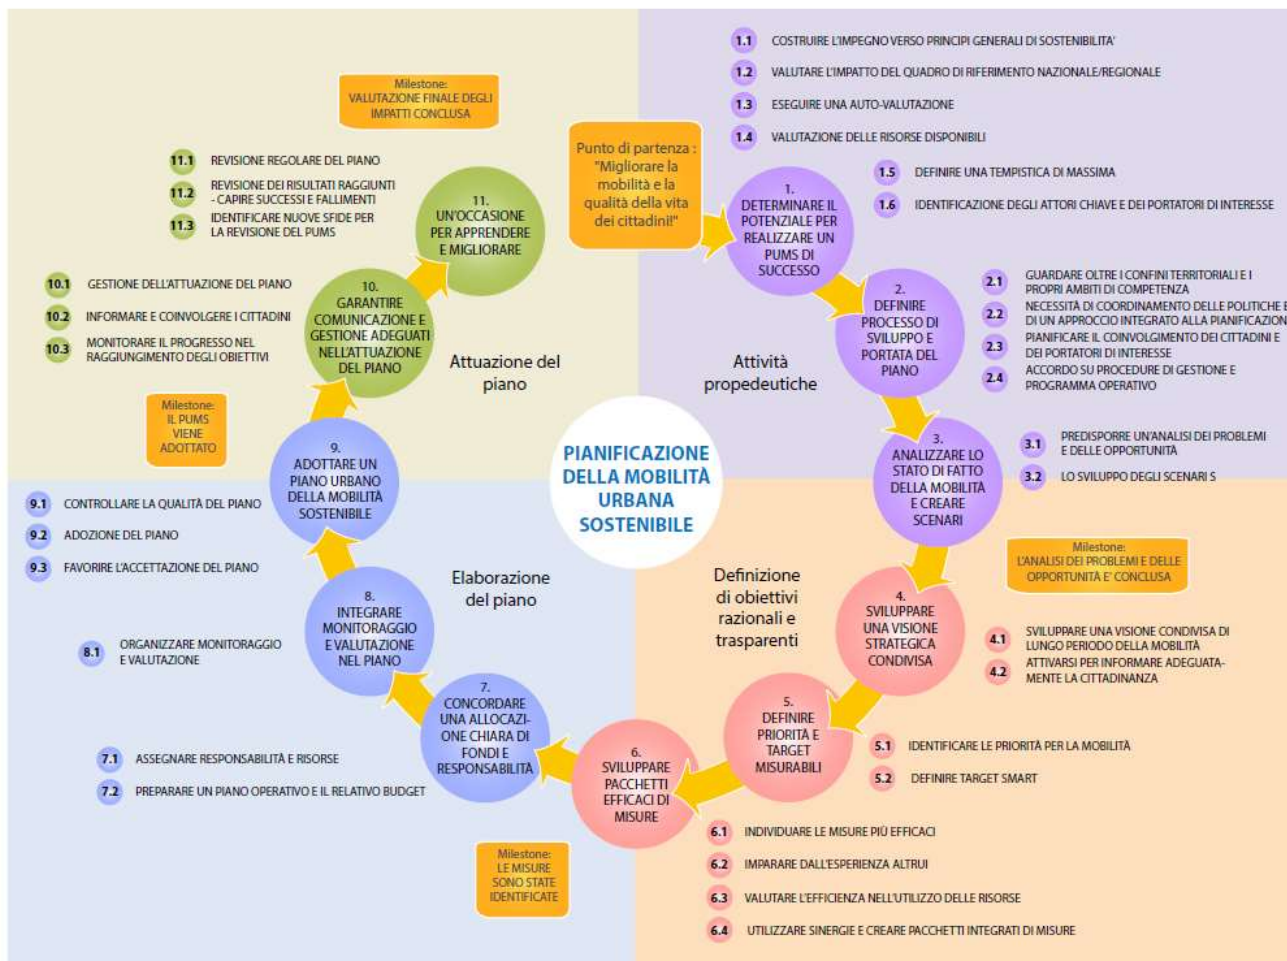 Punto di partenza :
"Migliorare la
mobilità e la
qualità della vita
dei cittadini!"
1.1 COSTRUIRE L'IMPEGNO VERSO PRINCIPI GENERALI DI SOSTENIBILITA'
1.2 VALUTARE L'IMPATTO DEL QUADRO DI RIFERIMENTO NAZIONALE/REGIONALE
1.3 ESEGUIRE UNA AUTO-VALUTAZIONE
1.4 VALUTAZIONE DELLE RISORSE DISPONIBILI
1.5 DEFINIRE UNA TEMPISTICA DI MASSIMA
1.6 IDENTIFICAZIONE DEGLI ATTORI CHIAVE E DEI PORTATORI DI INTERESSE
1.
DETERMINARE IL
POTENZIALE PER
REALIZZARE UN
PUMS DI
SUCCESSO
2.
DEFINIRE
PROCESSO DI
SVILUPPO E
PORTATA DEL
PIANO
2.1 GUARDARE OLTRE I CONFINI TERRITORIALI E I
PROPRI AMBITI DI COMPETENZA
2.2 NECESSITÀ DI COORDINAMENTO DELLE POLITICHE E
DI UN APPROCCIO INTEGRATO ALLA PIANIFICAZION
2.3 PIANIFICARE IL COINVOLGIMENTO DEI CITTADINI E
DEI PORTATORI DI INTERESSE
2.4 ACCORDO SU PROCEDURE DI GESTIONE E
PROGRAMMA OPERATIVO
Attività
propedeutiche
3.
ANALIZZARE LO
STATO DI FATTO
DELLA MOBILITÀ
E CREARE
SCENARI
3.1 PREDISPORRE UN'ANALISI DEI PROBLEMI
E DELLE OPPORTUNITÀ
3.2 LO SVILUPPO DEGLI SCENARI S
Milestone:
L'ANALISI DEI PROBLEMI E DELLE
OPPORTUNITÀ E' CONCLUSA
Definizione
di obiettivi
razionali e
trasparenti
4.
SVILUPPARE
UNA VISIONE
STRATEGICA
CONDIVISA
4.1 SVILUPPARE UNA VISIONE CONDIVISA DI
LUNGO PERIODO DELLA MOBILITÀ
4.2 ATTIVARSI PER INFORMARE ADEGUATA-
MENTE LA CITTADINANZA
5.
DEFINIRE
PRIORITÀ E
TARGET
MISURABILI
5.1 IDENTIFICARE LE PRIORITÀ PER LA MOBILITÀ
5.2 DEFINIRE TARGET SMART
6.
SVILUPPARE
PACCHETTI
EFFICACI DI
MISURE
6.1 INDIVIDUARE LE MISURE PIÙ EFFICACI
6.2 IMPARARE DALL'ESPERIENZA ALTRUI
6.3 VALUTARE L'EFFICIENZA NELL'UTILIZZO DELLE RISORSE
6.4 UTILIZZARE SINERGIE E CREARE PACCHETTI INTEGRATI DI MISURE
Milestone:
LE MISURE
SONO STATE
IDENTIFICATE
7.
CONCORDARE
UNA ALLOCAZI-
ONE CHIARA DI
FONDI E
RESPONSABILITÀ
7.1 ASSEGNARE RESPONSABILITÀ E RISORSE
7.2 PREPARARE UN PIANO OPERATIVO E IL RELATIVO BUDGET
Elaborazione
del piano
8.
INTEGRARE
MONITORAGGIO
E VALUTAZIONE
NEL PIANO
8.1 ORGANIZZARE MONITORAGGIO
E VALUTAZIONE
9.
ADOTTARE UN
PIANO URBANO
DELLA MOBILITÀ
SOSTENIBILE
9.1 CONTROLLARE LA QUALITÀ DEL PIANO
9.2 ADOZIONE DEL PIANO
9.3 FAVORIRE L'ACCETTAZIONE DEL PIANO
Milestone:
IL PUMS
VIENE
ADOTTATO
Attuazione del
piano
10.
GARANTIRE
COMUNICAZIONE E
GESTIONE ADEGUATI
NELL'ATTUAZIONE
DEL PIANO
10.1 GESTIONE DELL'ATTUAZIONE DEL PIANO
10.2 INFORMARE E COINVOLGERE I CITTADINI
10.3 MONITORARE IL PROGRESSO NEL
RAGGIUNGIMENTO DEGLI OBIETTIVI
11.
UN'OCCASIONE
PER APPRENDERE
E MIGLIORARE
11.1 REVISIONE REGOLARE DEL PIANO
11.2 REVISIONE DEI RISULTATI RAGGIUNTI
- CAPIRE SUCCESSI E FALLIMENTI
11.3 IDENTIFICARE NUOVE SFIDE PER
LA REVISIONE DEL PUMS
Milestone:
VALUTAZIONE FINALE DEGLI
IMPATTI CONCLUSA
PIANIFICAZIONE
DELLA MOBILITÀ
URBANA
SOSTENIBILE